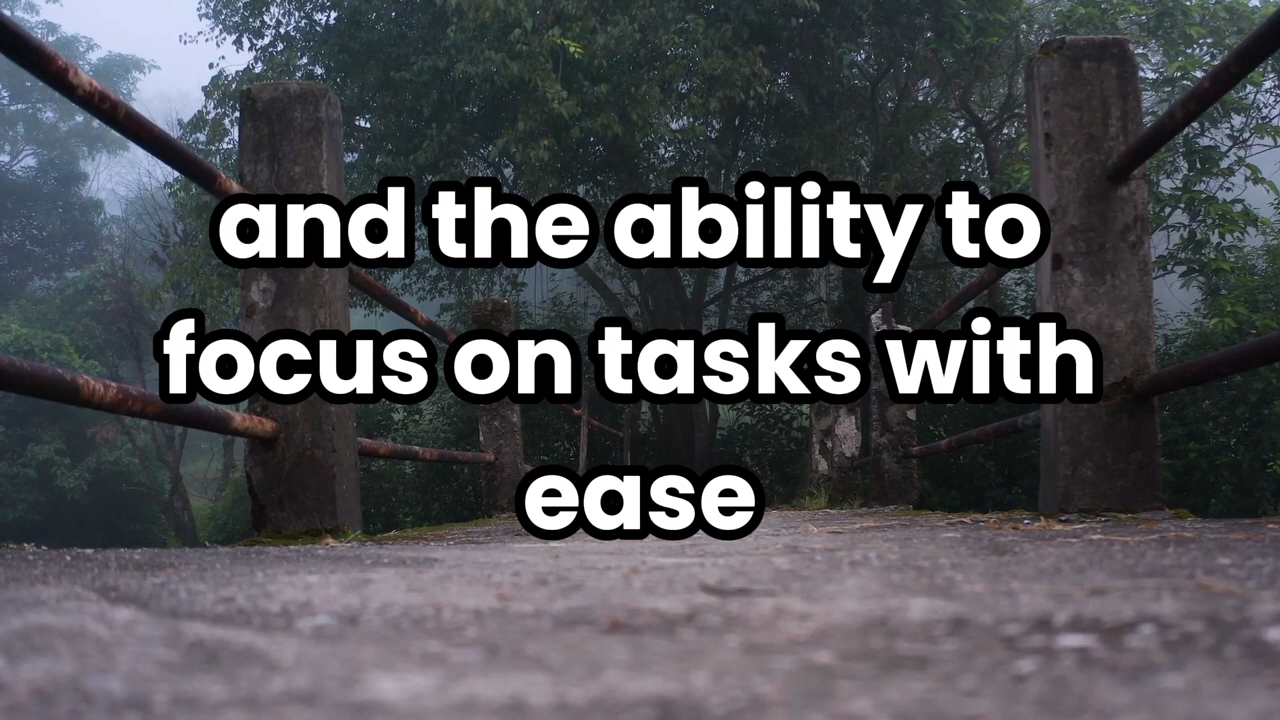 and the ability to
focus on tasks with
ease